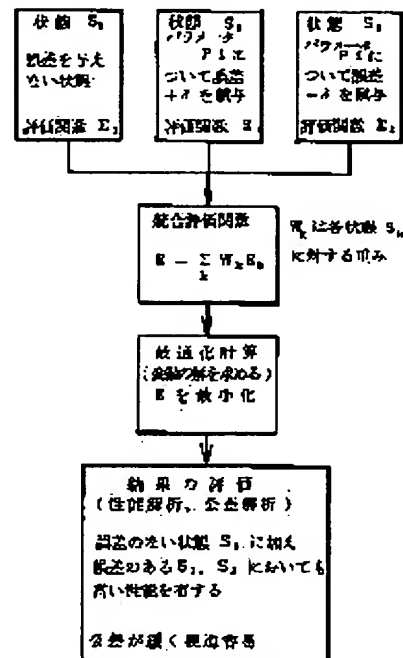 状態 S₁
誤差を与え
ない状態
評価関数 E₁
状態 S₂
パラメータ
P に
ついて誤差
+δ を賦与
評価関数
状態 S₃
パラメータ
P に
ついて誤差
-δ を賦与
評価関数 E₃
統合評価関数
E = Σ WₖEₖ
k
Wₖ は各状態 Sₖ
に対する重み
最適化計算
(最適の解を求める)
E を最小化
結果の評価
(性能解析、公差解析)
誤差のない状態 S₁ に加え
誤差のある S₂、S₃ においても
高い性能を有する
公差が緩く製造容易